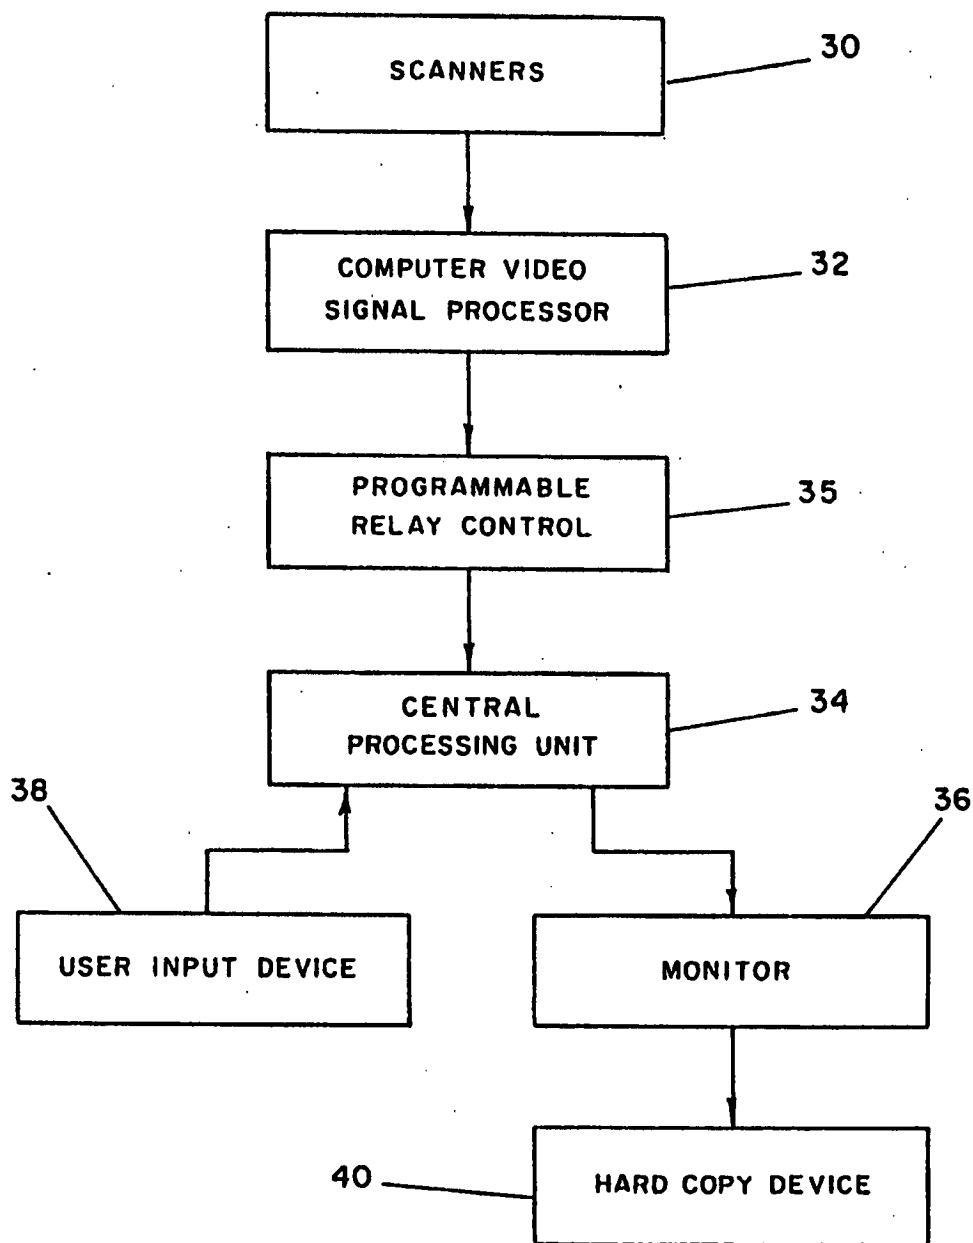 SCANNERS
30
COMPUTER VIDEO
SIGNAL PROCESSOR
32
PROGRAMMABLE
RELAY CONTROL
35
CENTRAL
PROCESSING UNIT
34
38
36
USER INPUT DEVICE
MONITOR
40
HARD COPY DEVICE